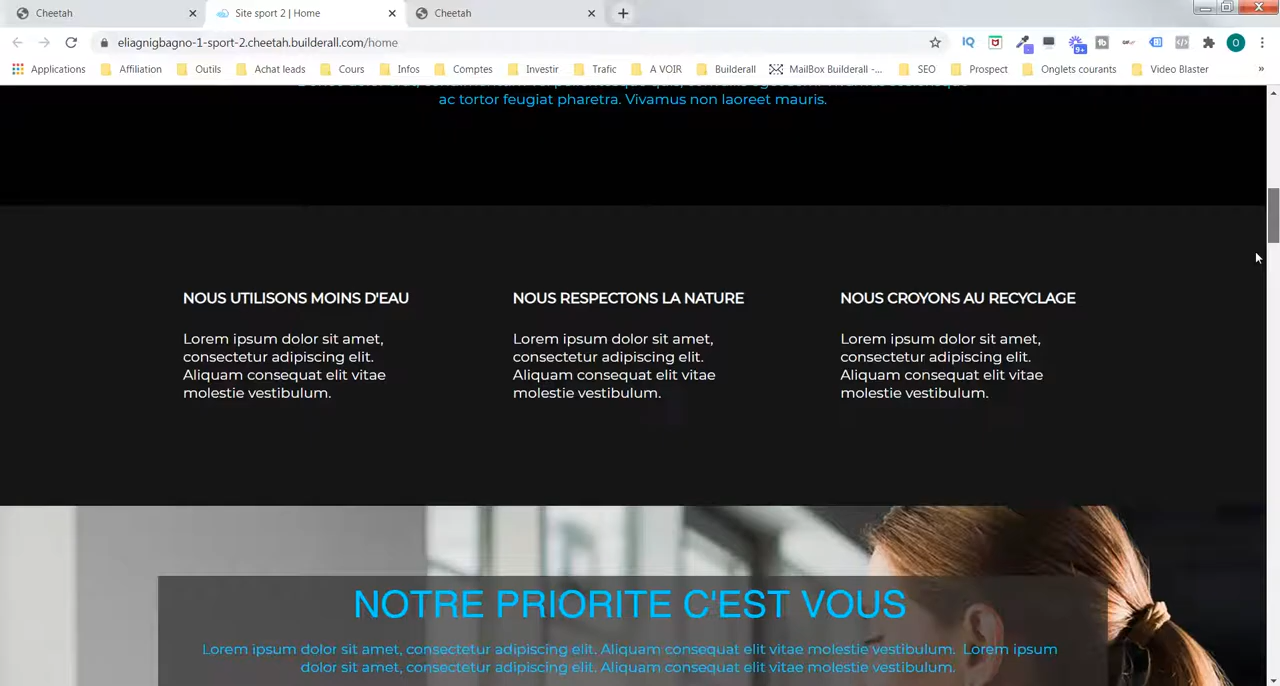 Cheetah
Site sport 2 | Home
Cheetah
eliagnigbagno-1-sport-2.cheetah.builderall.com/home
IQ
9+
tb
O
Applications
Affiliation
Outils
Achat leads
Cours
Infos
Comptes
Investir
Trafic
A VOIR
Builderall
MailBox Builderall -...
SEO
Prospect
Onglets courants
Video Blaster
»
ac tortor feugiat pharetra. Vivamus non laoreet mauris.
NOUS UTILISONS MOINS D'EAU
Lorem ipsum dolor sit amet,
consectetur adipiscing elit.
Aliquam consequat elit vitae
molestie vestibulum.
NOUS RESPECTONS LA NATURE
Lorem ipsum dolor sit amet,
consectetur adipiscing elit.
Aliquam consequat elit vitae
molestie vestibulum.
NOUS CROYONS AU RECYCLAGE
Lorem ipsum dolor sit amet,
consectetur adipiscing elit.
Aliquam consequat elit vitae
molestie vestibulum.
NOTRE PRIORITE C'EST VOUS
Lorem ipsum dolor sit amet, consectetur adipiscing elit. Aliquam consequat elit vitae molestie vestibulum. Lorem ipsum
dolor sit amet, consectetur adipiscing elit. Aliquam consequat elit vitae molestie vestibulum.